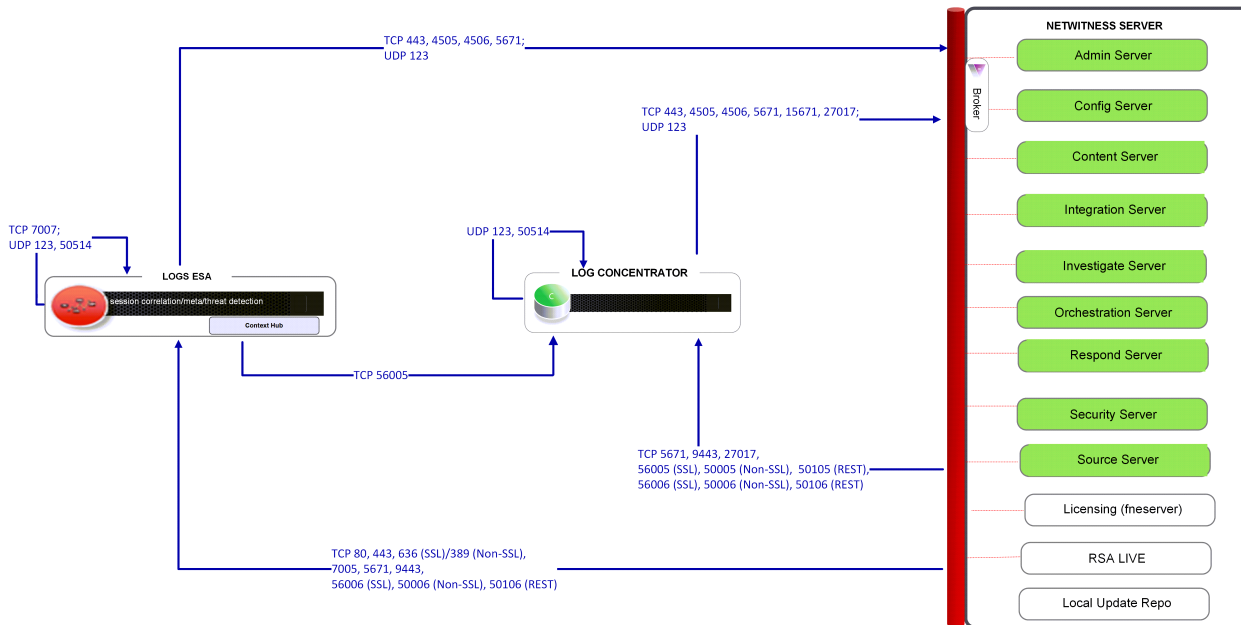 TCP 443, 4505, 4506, 5671;
UDP 123
TCP 443, 4505, 4506, 5671, 15671, 27017;
UDP 123
TCP 7007;
UDP 123, 50514
UDP 123, 50514
LOGS ESA
session correlation/meta/threat detection
Context Hub
LOG CONCENTRATOR
TCP 56005
TCP 5671, 9443, 27017,
56005 (SSL), 50005 (Non-SSL), 50105 (REST),
56006 (SSL), 50006 (Non-SSL), 50106 (REST)
TCP 80, 443, 636 (SSL)/389 (Non-SSL),
7005, 5671, 9443,
56006 (SSL), 50006 (Non-SSL), 50106 (REST)
NETWITNESS SERVER
Broker
Admin Server
Config Server
Content Server
Integration Server
Investigate Server
Orchestration Server
Respond Server
Security Server
Source Server
Licensing (fneserver)
RSA LIVE
Local Update Repo